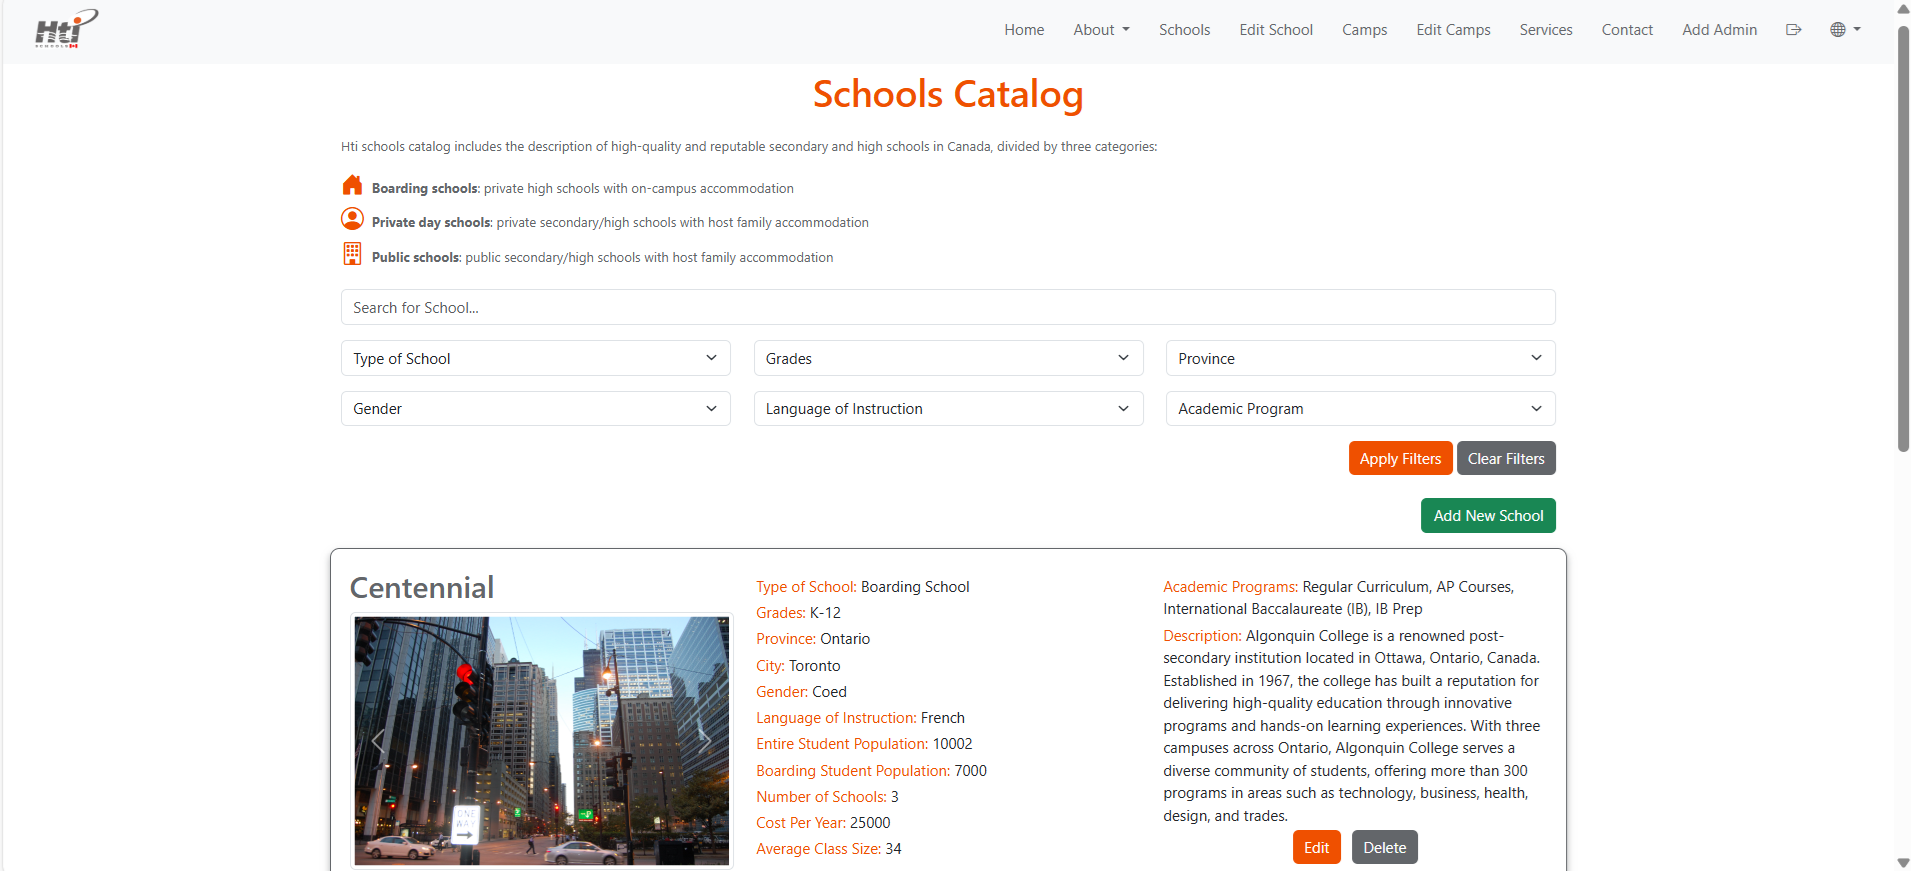 Hti
SCHOOLS
Home
About
Schools
Edit School
Camps
Edit Camps
Services
Contact
Add Admin
Schools Catalog
Hti schools catalog includes the description of high-quality and reputable secondary and high schools in Canada, divided by three categories:
Boarding schools: private high schools with on-campus accommodation
Private day schools: private secondary/high schools with host family accommodation
Public schools: public secondary/high schools with host family accommodation
Search for School...
Type of School
Grades
Province
Gender
Language of Instruction
Academic Program
Apply Filters
Clear Filters
Add New School
Centennial
ONE
WAY
Type of School: Boarding School
Grades: K-12
Province: Ontario
City: Toronto
Gender: Coed
Language of Instruction: French
Entire Student Population: 10002
Boarding Student Population: 7000
Number of Schools: 3
Cost Per Year: 25000
Average Class Size: 34
Academic Programs: Regular Curriculum, AP Courses,
International Baccalaureate (IB), IB Prep
Description: Algonquin College is a renowned post-
secondary institution located in Ottawa, Ontario, Canada.
Established in 1967, the college has built a reputation for
delivering high-quality education through innovative
programs and hands-on learning experiences. With three
campuses across Ontario, Algonquin College serves a
diverse community of students, offering more than 300
programs in areas such as technology, business, health,
design, and trades.
Edit
Delete